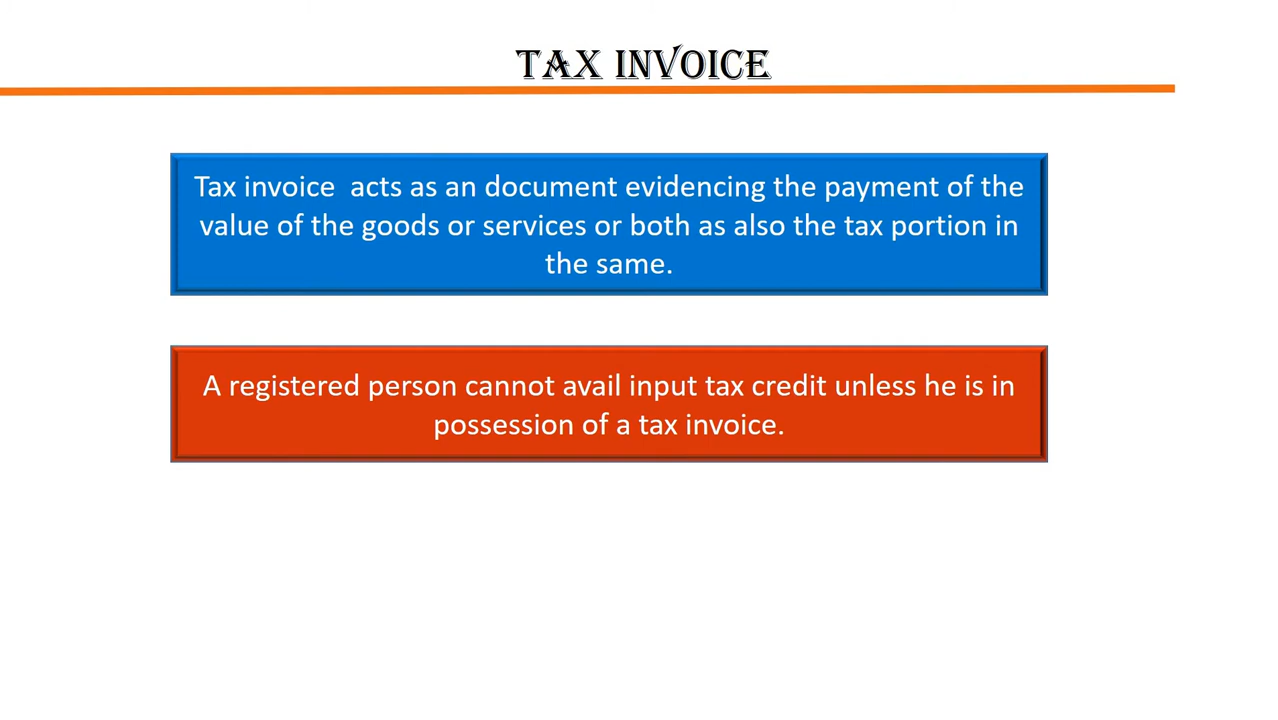 TAX INVOICE
Tax invoice  acts as an document evidencing the payment of the
value of the goods or services or both as also the tax portion in
the same.
A registered person cannot avail input tax credit unless he is in
possession of a tax invoice.